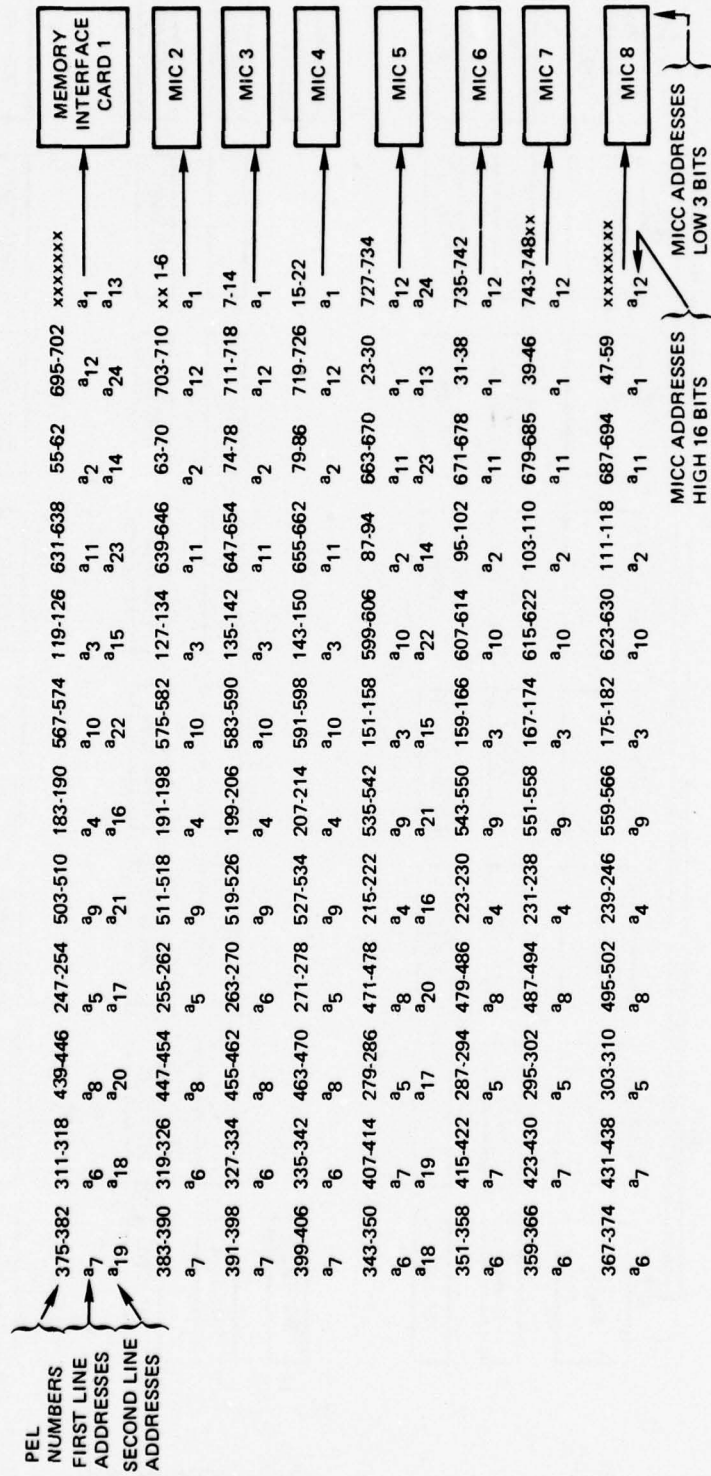 PEL NUMBERS
FIRST LINE ADDRESSES
SECOND LINE ADDRESSES
375-382 311-318 439-446 247-254 503-510 183-190 567-574 119-126 631-638 55-62 695-702 xxxxxxxx
a7 a6 a8 a5 a9 a4 a10 a3 a11 a2 a12 a1
a19 a18 a20 a17 a21 a16 a22 a15 a23 a14 a24 a13
MEMORY INTERFACE CARD 1
383-390 319-326 447-454 255-262 511-518 191-198 575-582 127-134 639-646 63-70 703-710 xx 1-6
a7 a6 a8 a5 a9 a4 a10 a3 a11 a2 a12 a1
MIC 2
391-398 327-334 455-462 263-270 519-526 199-206 583-590 135-142 647-654 74-78 711-718 7-14
a7 a6 a8 a6 a9 a4 a10 a3 a11 a2 a12 a1
MIC 3
399-406 335-342 463-470 271-278 527-534 207-214 591-598 143-150 655-662 79-86 719-726 15-22
a7 a6 a8 a5 a9 a4 a10 a3 a11 a2 a12 a1
MIC 4
343-350 407-414 279-286 471-478 215-222 535-542 151-158 599-606 87-94 663-670 23-30 727-734
a6 a7 a5 a8 a4 a9 a3 a10 a2 a11 a1 a12
a18 a19 a17 a20 a16 a21 a15 a22 a14 a23 a13 a24
MIC 5
351-358 415-422 287-294 479-486 223-230 543-550 159-166 607-614 95-102 671-678 31-38 735-742
a6 a7 a5 a8 a4 a9 a3 a10 a2 a11 a1 a12
MIC 6
359-366 423-430 295-302 487-494 231-238 551-558 167-174 615-622 103-110 679-685 39-46 743-748xx
a6 a7 a5 a8 a4 a9 a3 a10 a2 a11 a1 a12
MIC 7
367-374 431-438 303-310 495-502 239-246 559-566 175-182 623-630 111-118 687-694 47-59 xxxxxxxx
a6 a7 a5 a8 a4 a9 a3 a10 a2 a11 a1 a12
MIC 8
MICC ADDRESSES HIGH 16 BITS
MICC ADDRESSES LOW 3 BITS